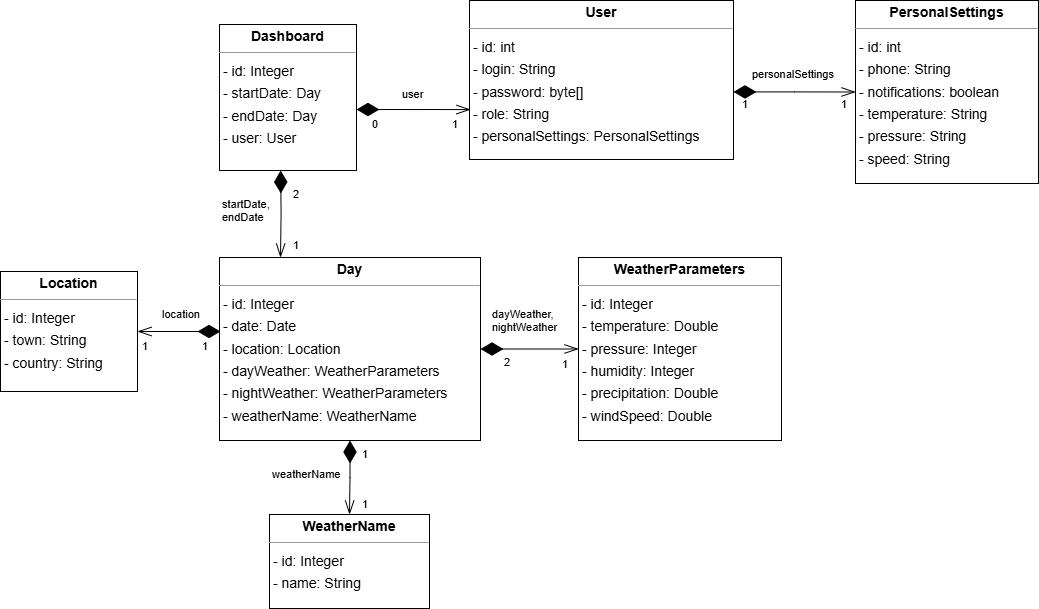 Dashboard
- id: Integer
- startDate: Day
- endDate: Day
- user: User
user
0
1
User
- id: int
- login: String
- password: byte[]
- role: String
- personalSettings: PersonalSettings
personalSettings
1
1
PersonalSettings
- id: int
- phone: String
- notifications: boolean
- temperature: String
- pressure: String
- speed: String
2
startDate,
endDate
1
Location
- id: Integer
- town: String
- country: String
location
1
1
Day
- id: Integer
- date: Date
- location: Location
- dayWeather: WeatherParameters
- nightWeather: WeatherParameters
- weatherName: WeatherName
dayWeather,
nightWeather
2
1
WeatherParameters
- id: Integer
- temperature: Double
- pressure: Integer
- humidity: Integer
- precipitation: Double
- windSpeed: Double
1
weatherName
1
WeatherName
- id: Integer
- name: String